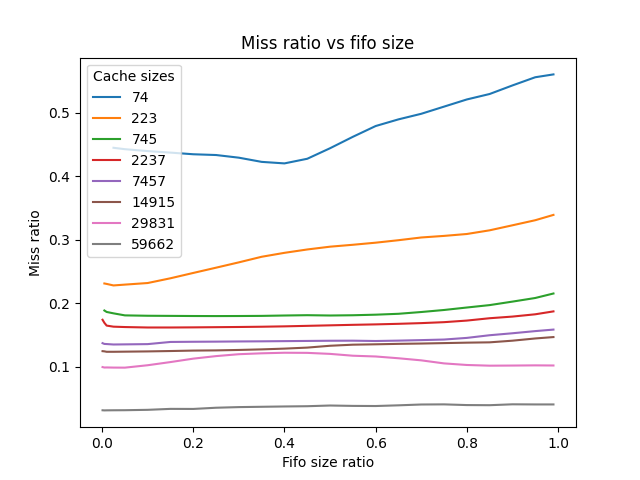 Miss ratio vs fifo size
Cache sizes
74
223
745
2237
7457
14915
29831
59662
0.5
0.4
0.3
0.2
0.1
Miss ratio
0.0 0.2 0.4 0.6 0.8 1.0
Fifo size ratio